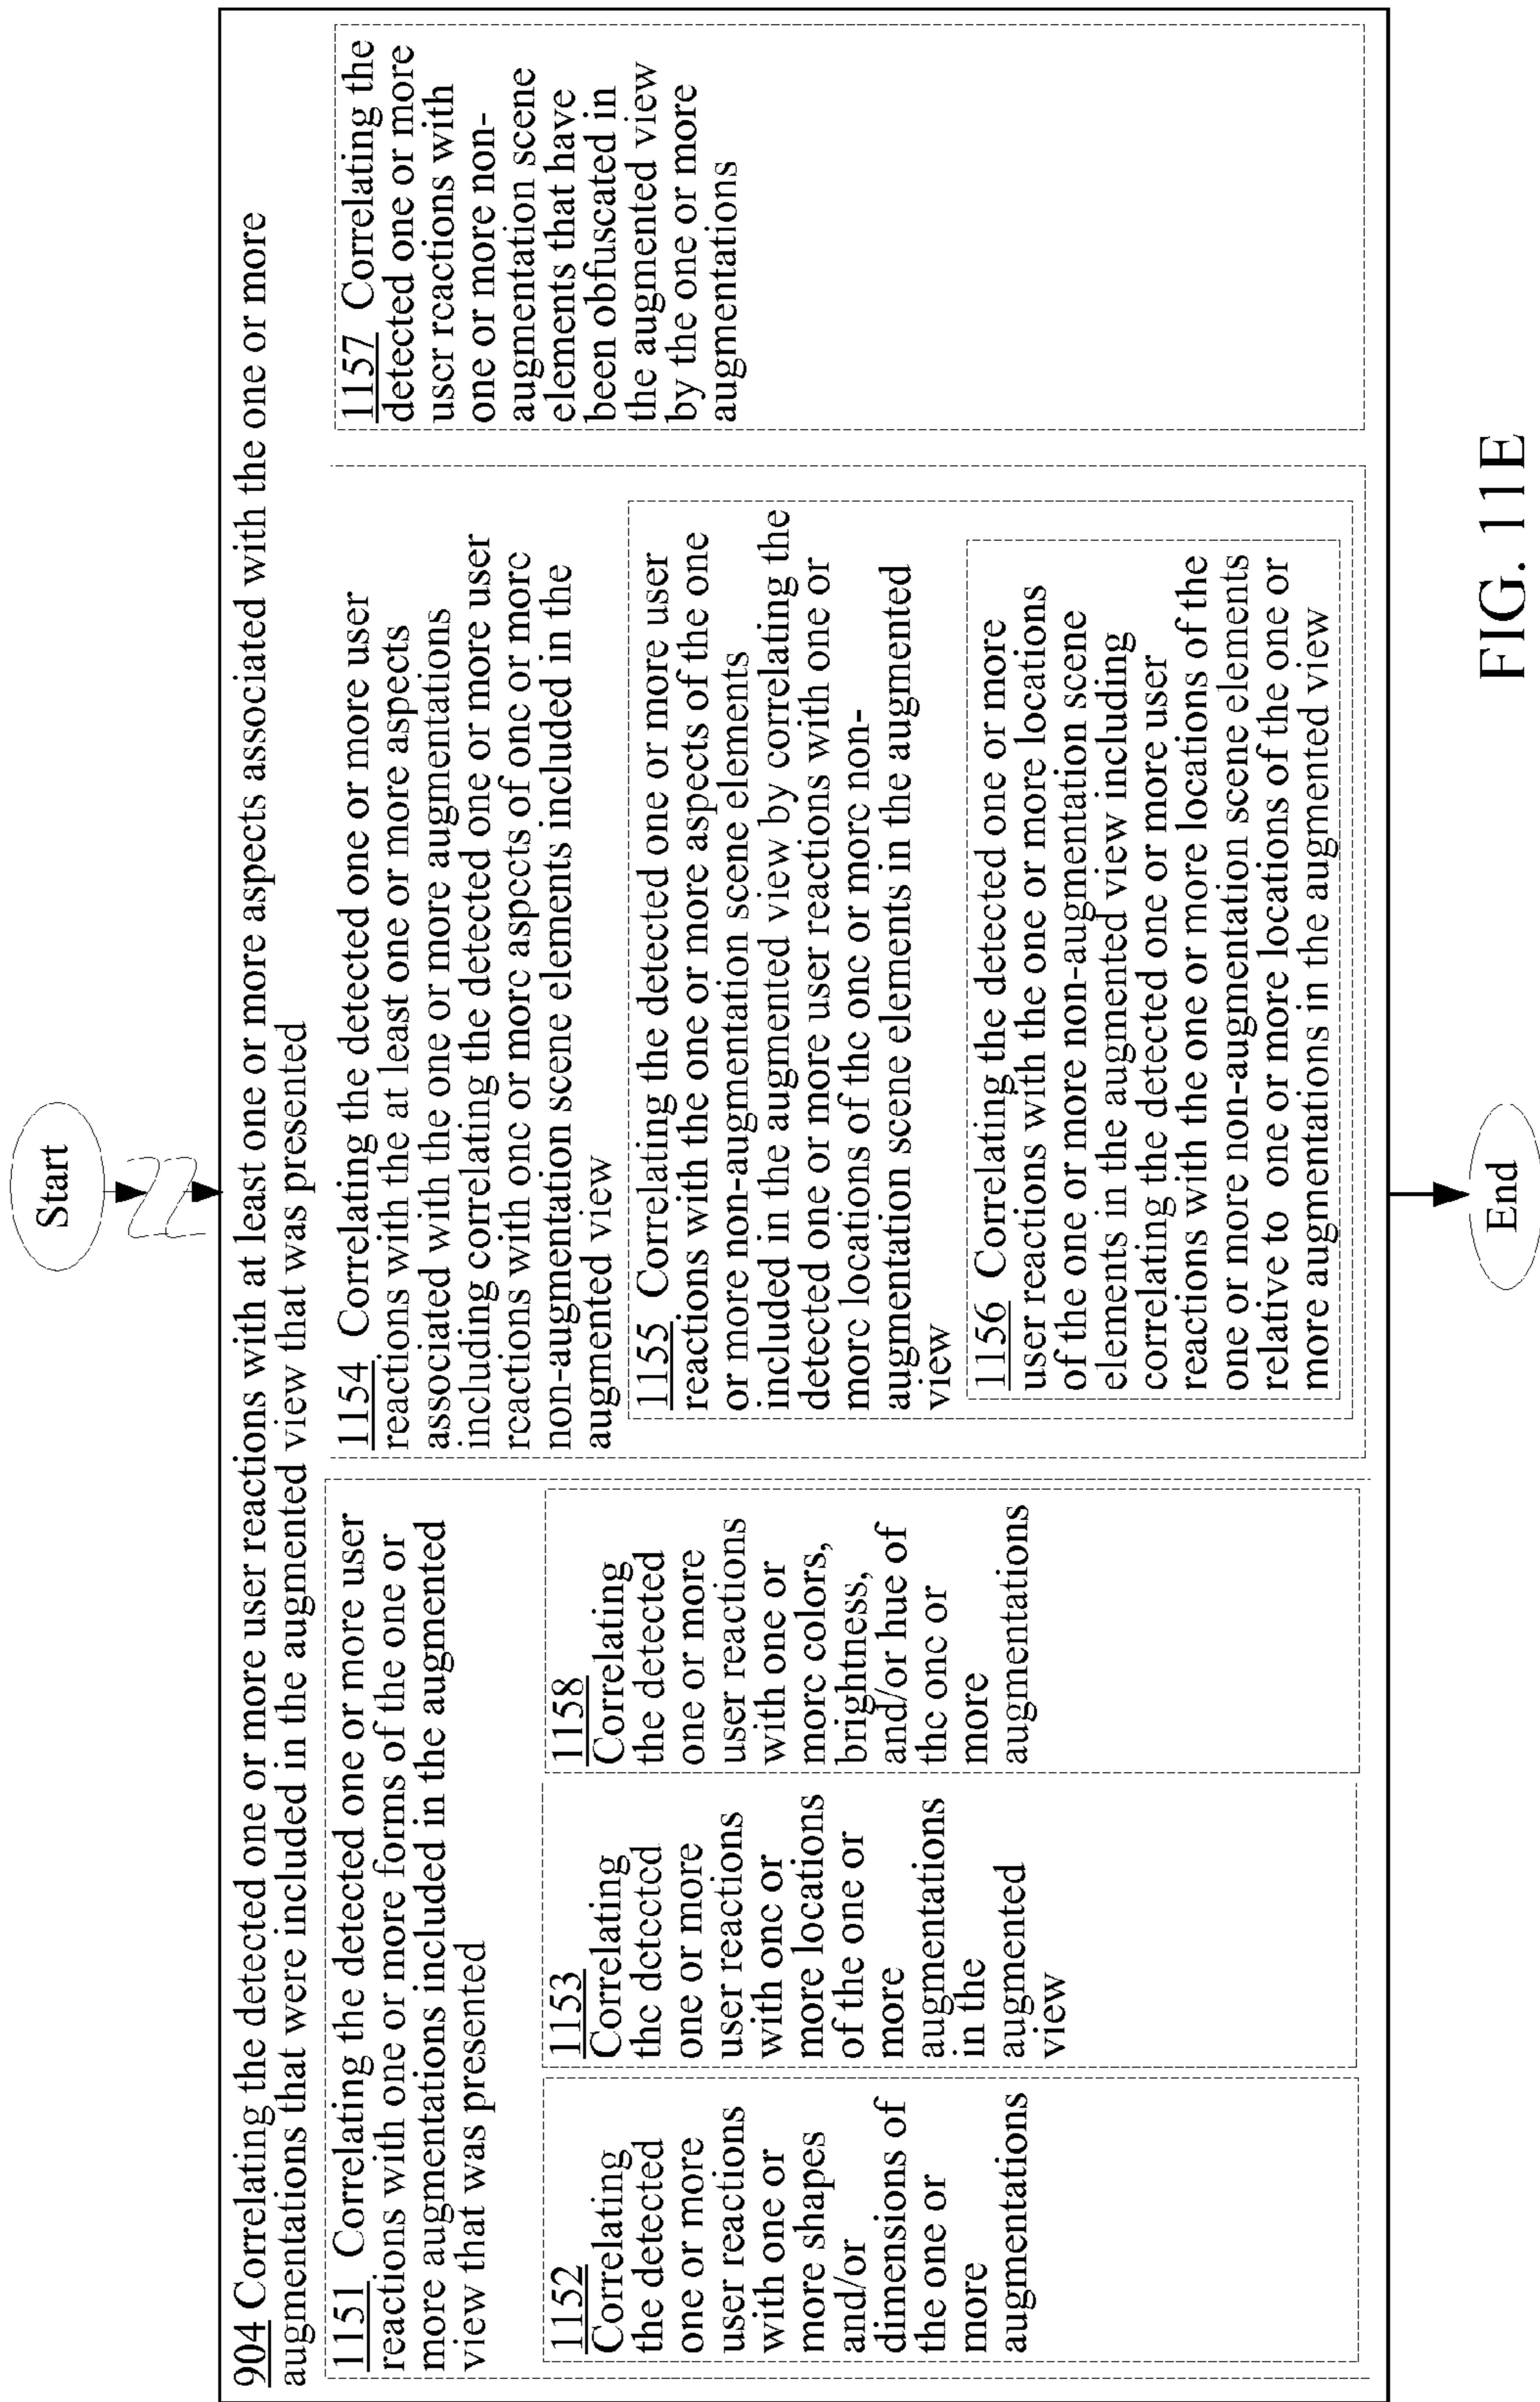 Start
904 Correlating the detected one or more user reactions with at least one or more aspects associated with the one or more
augmentations that were included in the augmented view that was presented
1151 Correlating the detected one or more user
reactions with one or more forms of the one or
more augmentations included in the augmented
view that was presented
1152
Correlating
the detected
one or more
user reactions
with one or
more shapes
and/or
dimensions of
the one or
more
augmentations
1153
Correlating
the detected
one or more
user reactions
with one or
more locations
of the one or
more
augmentations
in the
augmented
view
1158
Correlating
the detected
one or more
user reactions
with one or
more colors,
brightness,
and/or hue of
the one or
more
augmentations
1154 Correlating the detected one or more user
reactions with the at least one or more aspects
associated with the one or more augmentations
including correlating the detected one or more user
reactions with one or more aspects of one or more
non-augmentation scene elements included in the
augmented view
1155 Correlating the detected one or more user
reactions with the one or more aspects of the one
or more non-augmentation scene elements
included in the augmented view by correlating the
detected one or more user reactions with one or
more locations of the one or more non-
augmentation scene elements in the augmented
view
1156 Correlating the detected one or more
user reactions with the one or more locations
of the one or more non-augmentation scene
elements in the augmented view including
correlating the detected one or more user
reactions with the one or more locations of the
one or more non-augmentation scene elements
relative to one or more locations of the one or
more augmentations in the augmented view
1157 Correlating the
detected one or more
user reactions with
one or more non-
augmentation scene
elements that have
been obfuscated in
the augmented view
by the one or more
augmentations
End
FIG. 11E